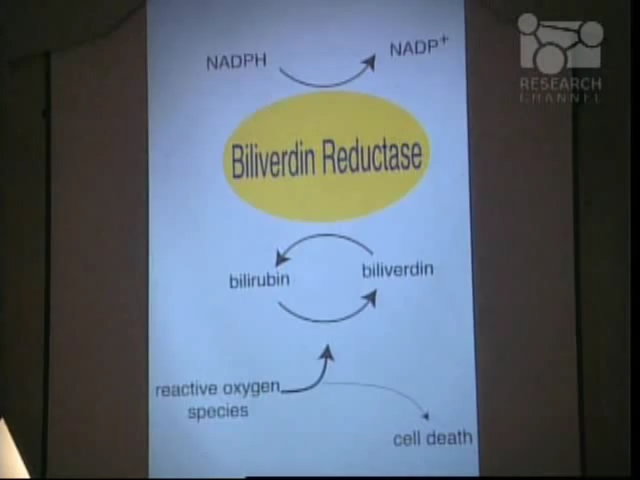 NADPH
NADP+
RESEARCH
CHANNEL
Biliverdin Reductase
bilirubin
biliverdin
reactive oxygen
species
cell death